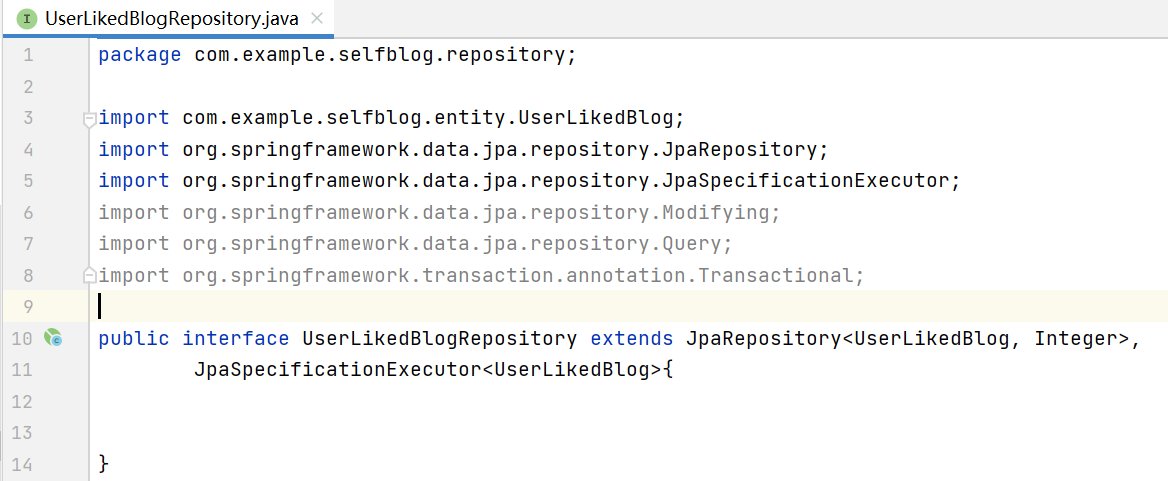 UserLikedBlogRepository.java
1 package com.example.selfblog.repository;
2
3 import com.example.selfblog.entity.UserLikedBlog;
4 import org.springframework.data.jpa.repository.JpaRepository;
5 import org.springframework.data.jpa.repository.JpaSpecificationExecutor;
6 import org.springframework.data.jpa.repository.Modifying;
7 import org.springframework.data.jpa.repository.Query;
8 import org.springframework.transaction.annotation.Transactional;
9
10 public interface UserLikedBlogRepository extends JpaRepository<UserLikedBlog, Integer>,
11         JpaSpecificationExecutor<UserLikedBlog>{
12
13
14 }